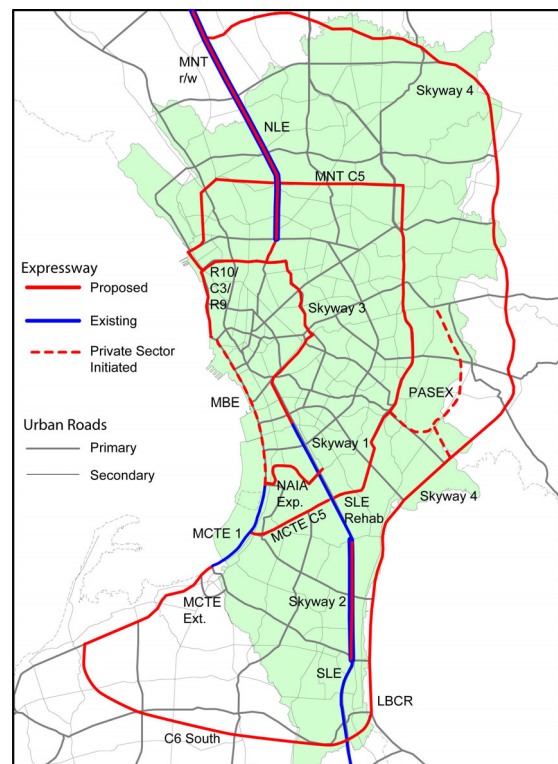 MNT
r/w
Skyway 4
NLE
MNT C5
Expressway
Proposed
Existing
Private Sector
Initiated
Urban Roads
Primary
Secondary
R10/
C3/
R9
Skyway 3
PASEX
MBE
Skyway 1
NAIA
Exp.
SLE
Rehab
Skyway 4
MCTE C5
MCTE 1
MCTE
Ext.
Skyway 2
SLE
LBCR
C6 South